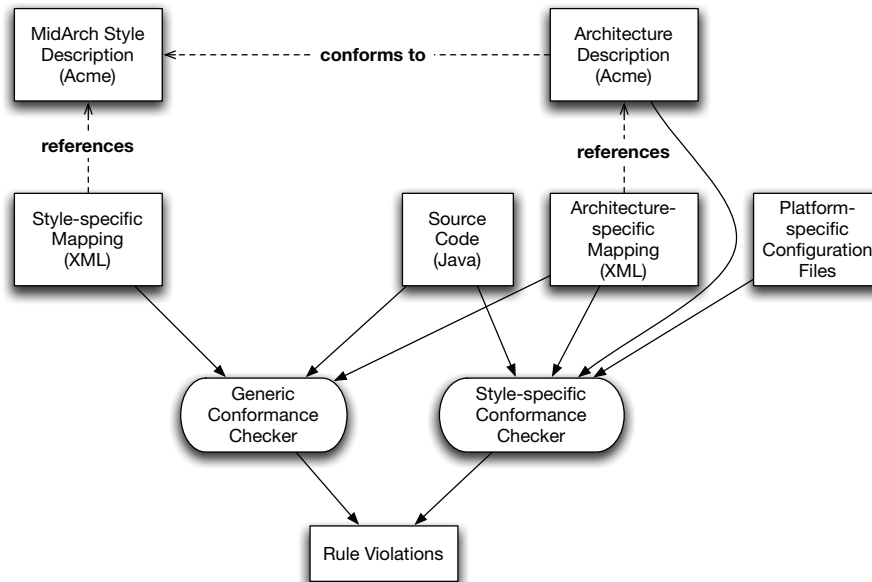 MidArch Style
Description
(Acme)
conforms to
Architecture
Description
(Acme)
references
references
Style-specific
Mapping
(XML)
Source
Code
(Java)
Architecture-
specific
Mapping
(XML)
Platform-
specific
Configuration
Files
Generic
Conformance
Checker
Style-specific
Conformance
Checker
Rule Violations